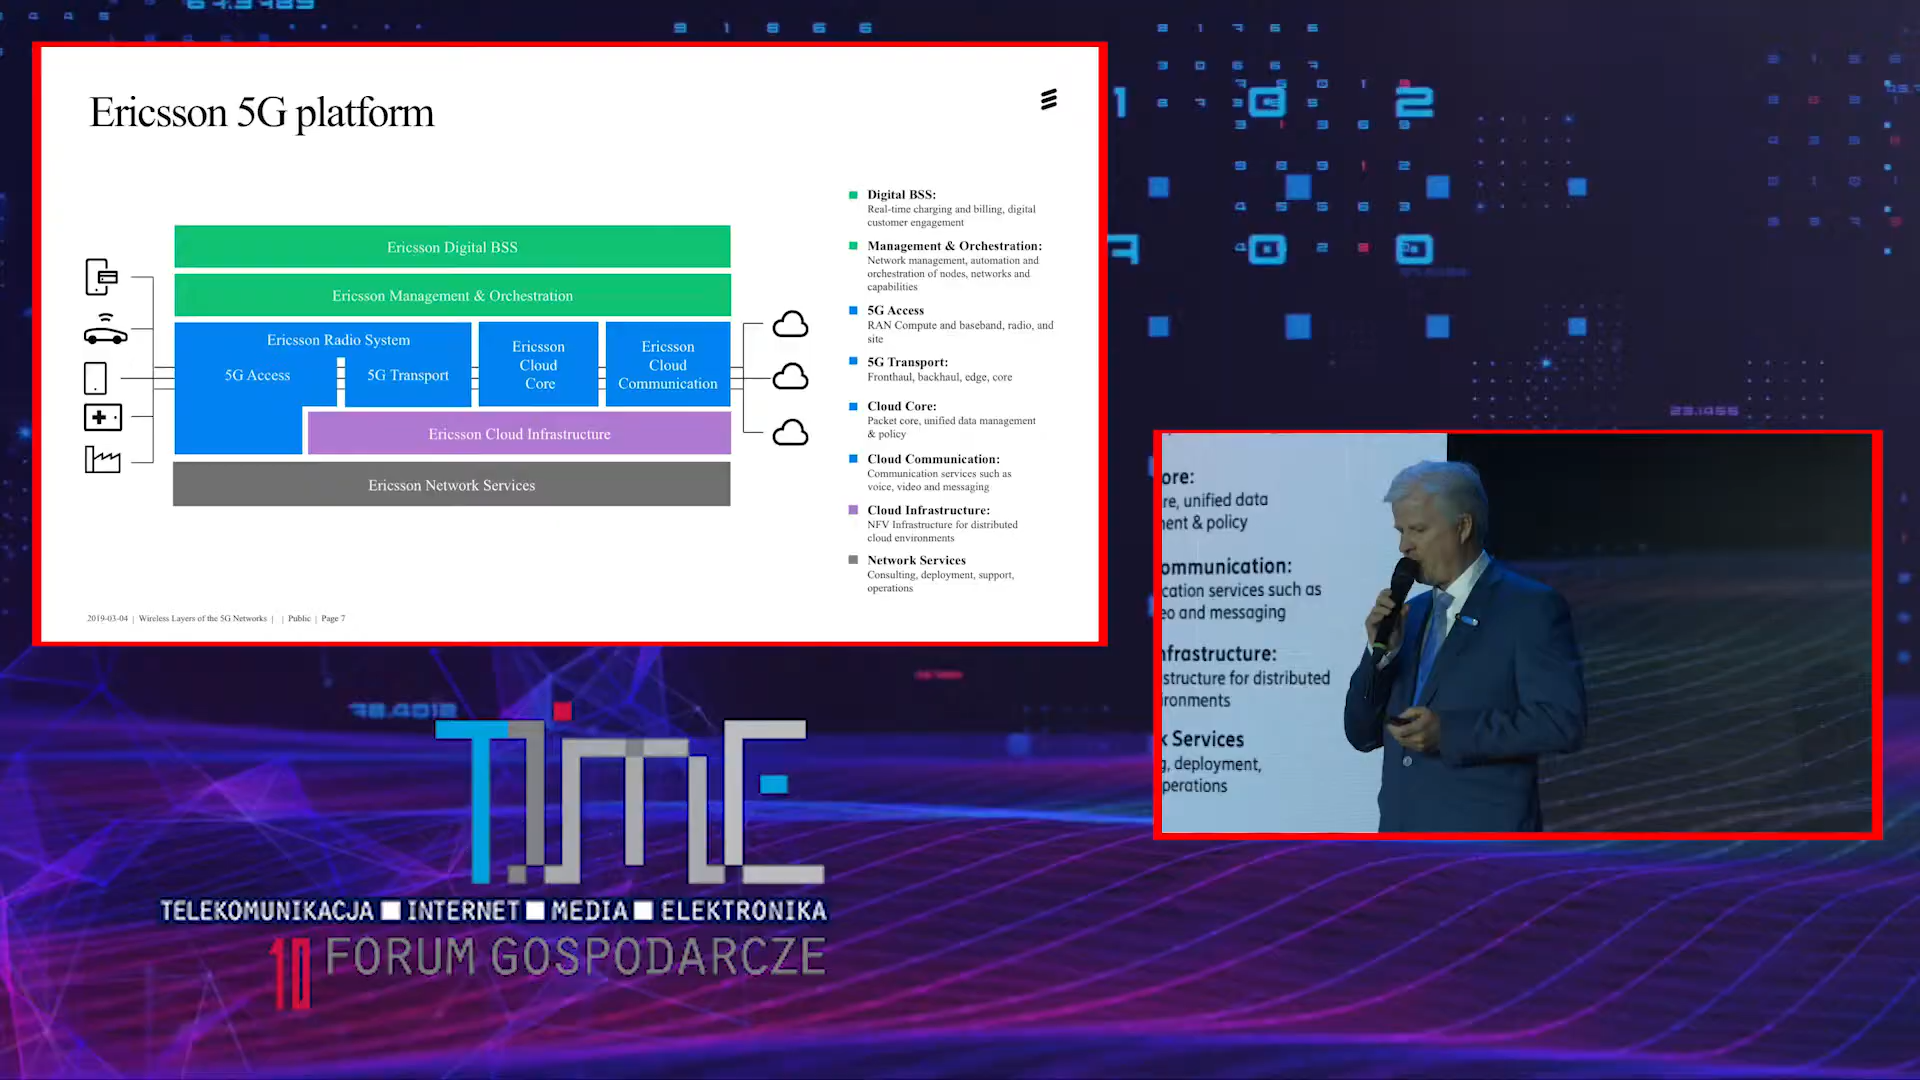 Ericsson 5G platform
Ericsson Digital BSS
Ericsson Management & Orchestration
Ericsson Radio System
5G Access
5G Transport
Ericsson
Cloud
Core
Ericsson
Cloud
Communication
Ericsson Cloud Infrastructure
Ericsson Network Services
Digital BSS:
Real-time charging and billing, digital
customer engagement
Management & Orchestration:
Network management, automation and
orchestration of nodes, networks and
capabilities
5G Access
RAN Compute and baseband, radio, and
site
5G Transport:
Fronthaul, backhaul, edge, core
Cloud Core:
Packet core, unified data management
& policy
Cloud Communication:
Communication services such as
voice, video and messaging
Cloud Infrastructure:
NFV Infrastructure for distributed
cloud environments
Network Services
Consulting, deployment, support,
operations
2019-03-04 | Wireless Layers of the 5G Networks | | Public | Page 7
ore:
re, unified data
ent & policy
ommunication:
cation services such as
eo and messaging
nfrastructure:
structure for distributed
ironments
k Services
g, deployment,
perations
TIME
TELEKOMUNIKACJA INTERNET MEDIA ELEKTRONIKA
10 FORUM GOSPODARCZE